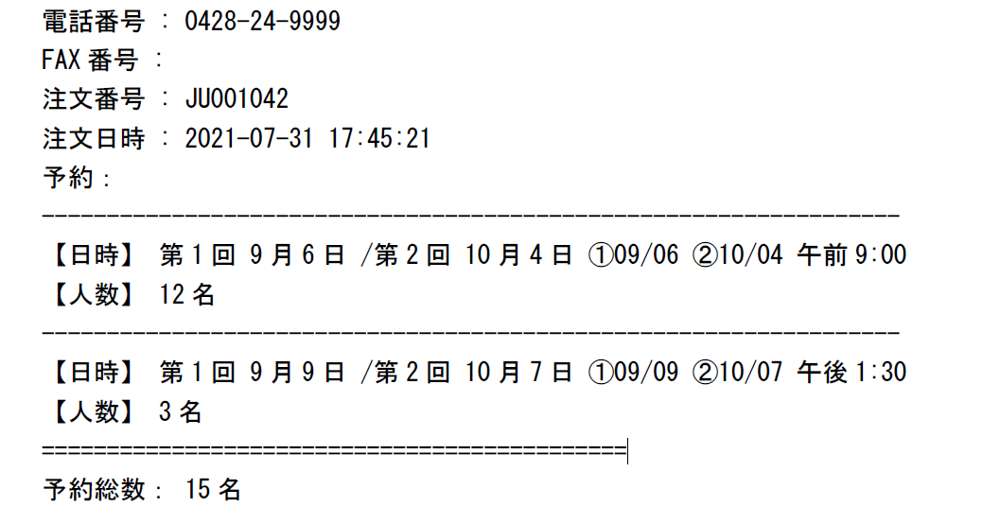 電話番号 : 0428-24-9999
FAX 番号 :
注文番号 : JU001042
注文日時 : 2021-07-31 17:45:21
予約：
------------------------------------------------------------------
【日時】 第 1 回 9 月 6 日 /第 2 回 10 月 4 日 ①09/06 ②10/04 午前 9:00
【人数】 12 名
------------------------------------------------------------------
【日時】 第 1 回 9 月 9 日 /第 2 回 10 月 7 日 ①09/09 ②10/07 午後 1:30
【人数】 3 名
=============================================
予約総数： 15 名